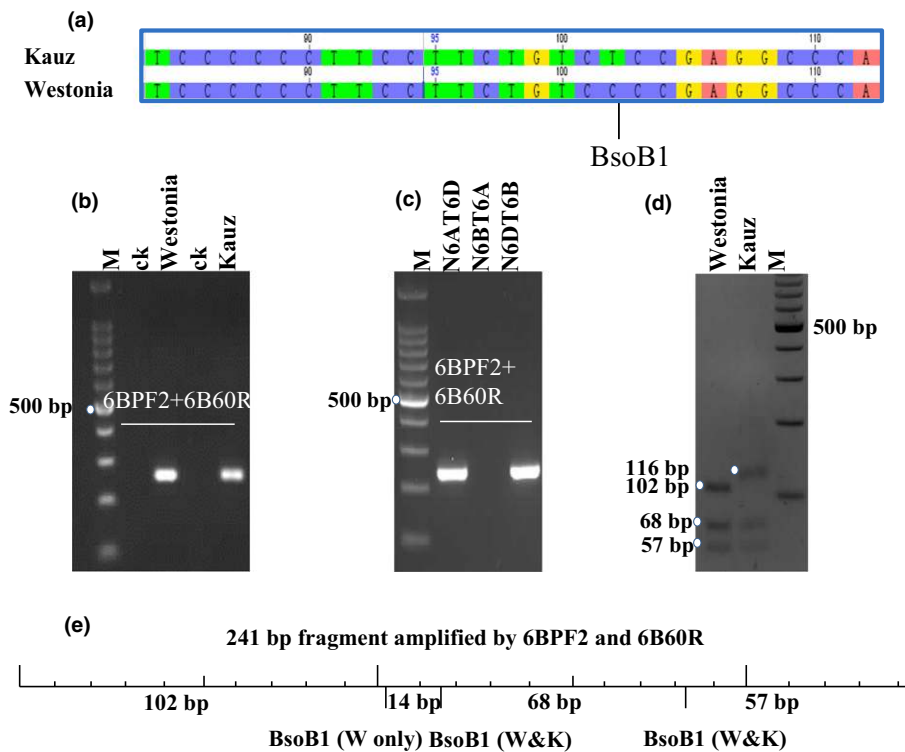 (a)
90 95 100 110
Kauz T C C C C C C T T C C T T C T G T C T C C G A G G C C C A
90 95 100 110
Westonia T C C C C C C T T C C T T C T G T C C C C G A G G C C C A
BsoB1
(b)
M
ck
Westonia
ck
Kauz
500 bp
6BPF2+6B60R
(c)
M
N6AT6D
N6BT6A
N6DT6B
500 bp
6BPF2+
6B60R
(d)
Westonia
Kauz
M
500 bp
116 bp
102 bp
68 bp
57 bp
(e)
241 bp fragment amplified by 6BPF2 and 6B60R
102 bp 14 bp 68 bp 57 bp
BsoB1 (W only) BsoB1 (W&K) BsoB1 (W&K)